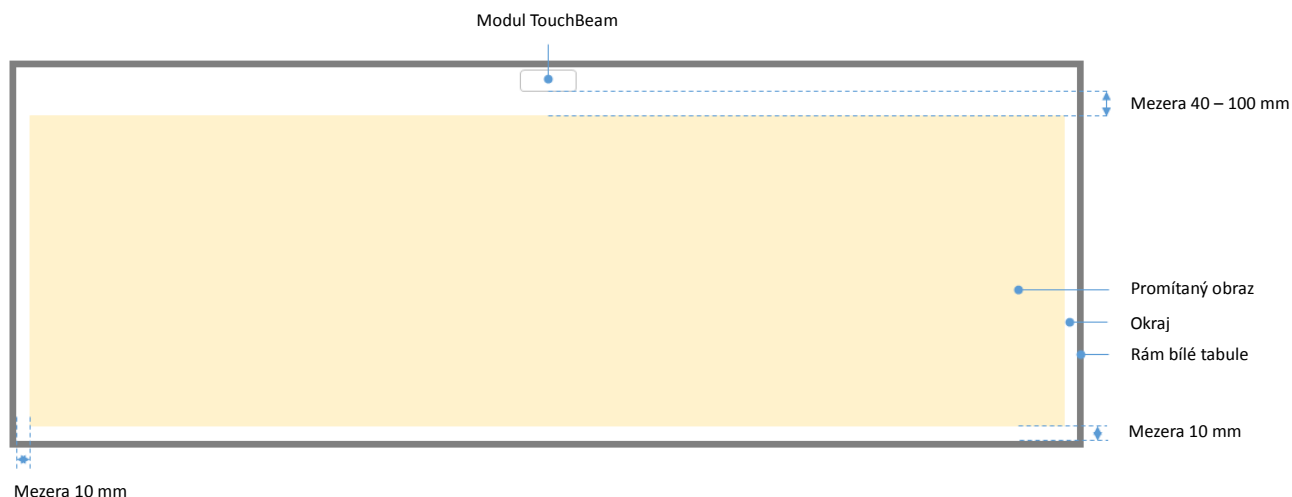 Modul TouchBeam
Mezera 40 – 100 mm
Promítaný obraz
Okraj
Rám bílé tabule
Mezera 10 mm
Mezera 10 mm